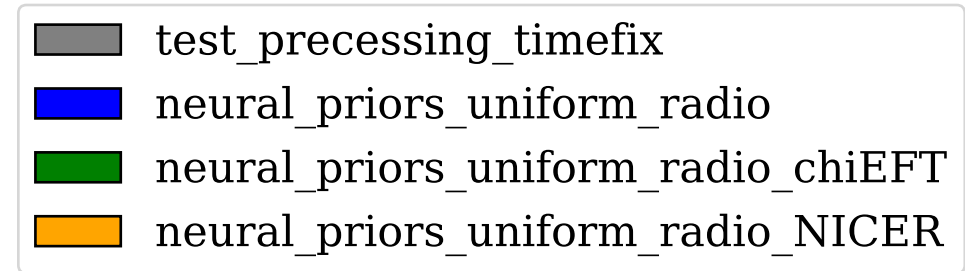 test_precessing_timefix
neural_priors_uniform_radio
neural_priors_uniform_radio_chiEFT
neural_priors_uniform_radio_NICER